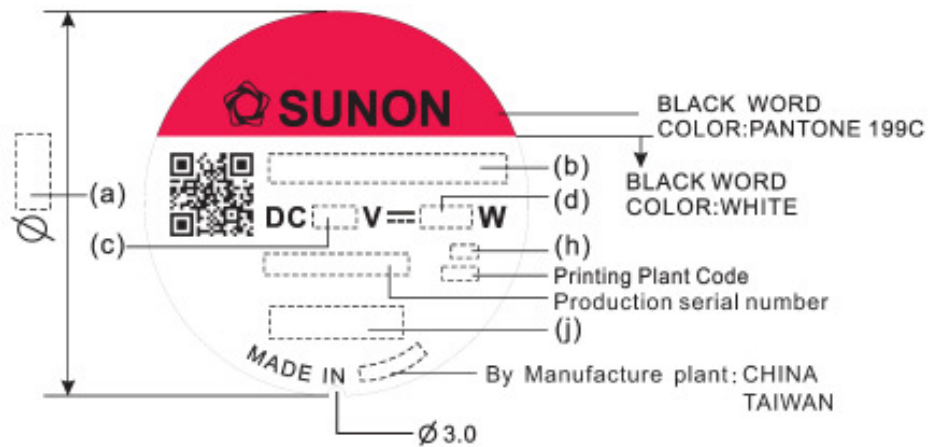 SUNON
BLACK WORD
COLOR:PANTONE 199C
(a)
(b)
BLACK WORD
COLOR:WHITE
DC V W
(d)
(c)
(h)
Printing Plant Code
Production serial number
(j)
MADE IN
By Manufacture plant: CHINA
TAIWAN
Ø
Ø 3.0